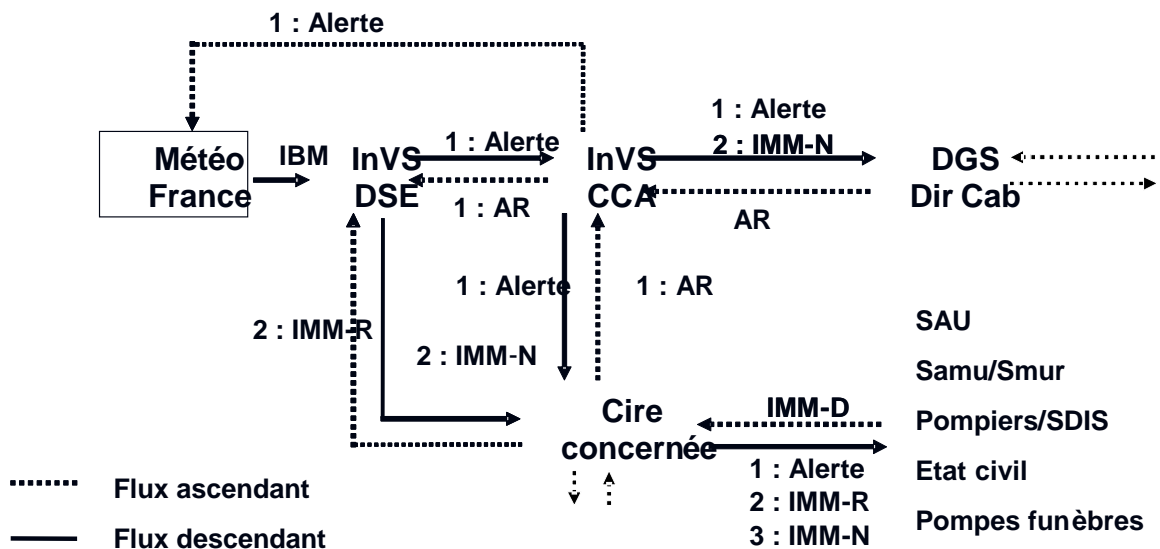 1 : Alerte
1 : Alerte
2 : IMM-N
1 : Alerte
Météo
France
IBM
InVS
DSE
InVS
CCA
DGS
Dir Cab
1 : AR
AR
1 : Alerte
1 : AR
2 : IMM-R
2 : IMM-N
SAU
Samu/Smur
Pompiers/SDIS
Etat civil
Pompes funèbres
Cire
concernée
IMM-D
1 : Alerte
2 : IMM-R
3 : IMM-N
Flux ascendant
Flux descendant